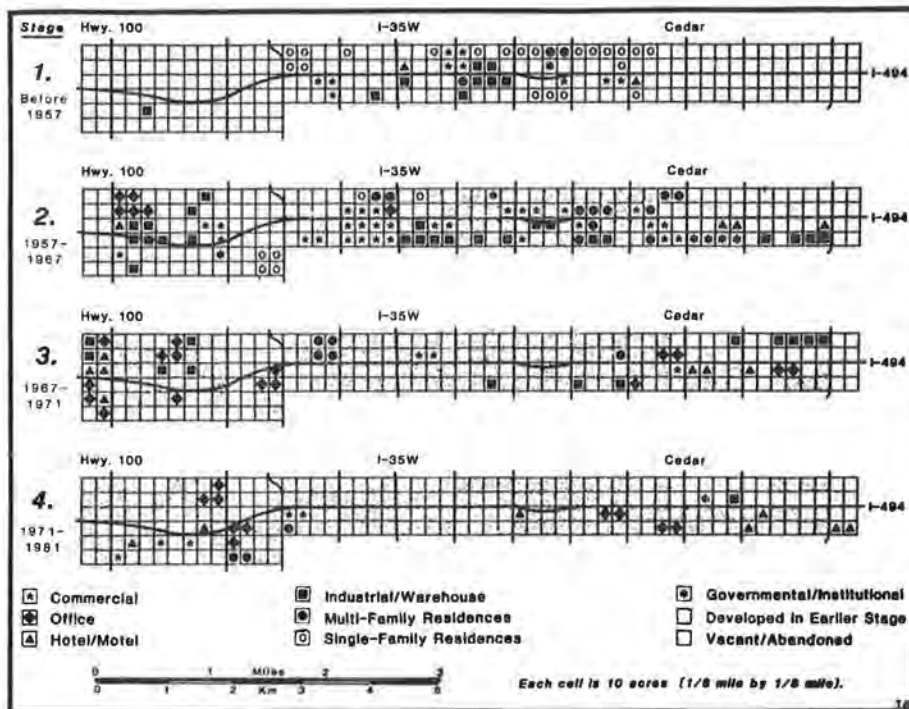 Stage
Hwy. 100 I-35W Cedar
1.
Before
1957
I-494
Hwy. 100 I-35W Cedar
2.
1957-
1967
I-494
Hwy. 100 I-35W Cedar
3.
1967-
1971
I-494
Hwy. 100 I-35W Cedar
4.
1971-
1981
I-494
Commercial Industrial/Warehouse Governmental/Institutional
Office Multi-Family Residences Developed in Earlier Stage
Hotel/Motel Single-Family Residences Vacant/Abandoned
0 1 Miles 2 3
0 1 2 Km 3 4 5
Each cell is 10 acres (1/8 mile by 1/8 mile).